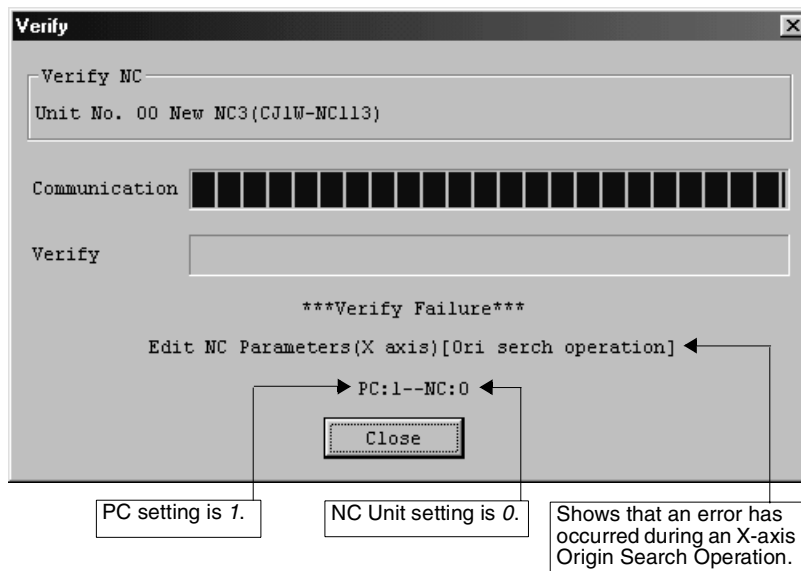 Verify
Verify NC
Unit No. 00 New NC3(CJ1W-NC113)
Communication
Verify
***Verify Failure***
Edit NC Parameters(X axis)[Ori serch operation]
PC:1--NC:0
Close
PC setting is 1.
NC Unit setting is 0.
Shows that an error has
occurred during an X-axis
Origin Search Operation.